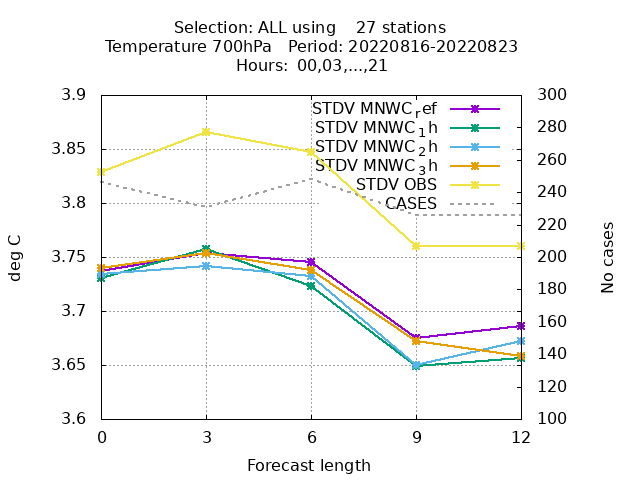 Selection: ALL using    27 stations
Temperature 700hPa   Period: 20220816-20220823
Hours: 00,03,...,21
3.9
3.85
3.8
3.75
3.7
3.65
3.6
deg C
STDV MNWC_ref
STDV MNWC_1h
STDV MNWC_2h
STDV MNWC_3h
STDV OBS
CASES
300
280
260
240
220
200
180
160
140
120
100
No cases
0 3 6 9 12
Forecast length